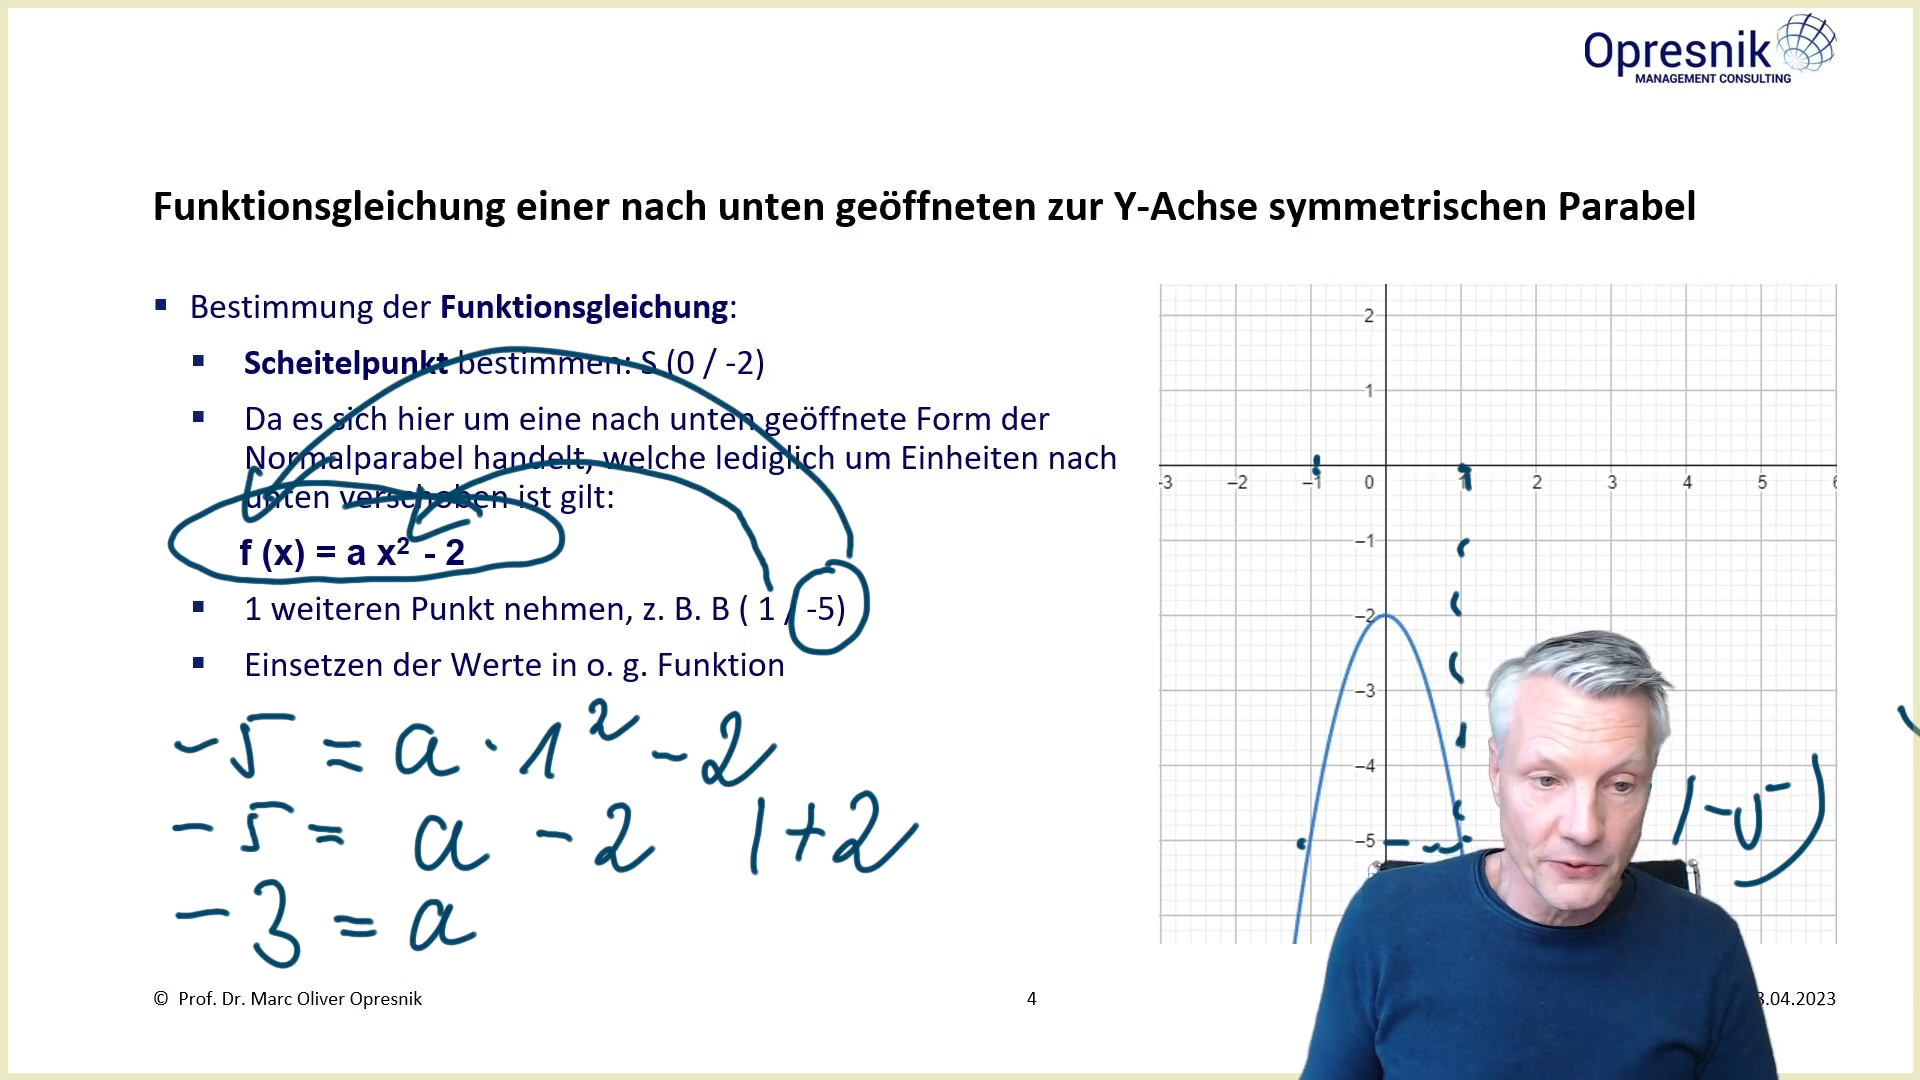 Opresnik
MANAGEMENT CONSULTING
Funktionsgleichung einer nach unten geöffneten zur Y-Achse symmetrischen Parabel
▪ Bestimmung der Funktionsgleichung:
▪ Scheitelpunkt bestimmen: S (0 / -2)
▪ Da es sich hier um eine nach unten geöffnete Form der
Normalparabel handelt, welche lediglich um Einheiten nach
unten verschoben ist gilt:
f (x) = a x² - 2
▪ 1 weiteren Punkt nehmen, z. B. B ( 1 / -5)
▪ Einsetzen der Werte in o. g. Funktion
-5 = a · 1² - 2
-5 = a - 2 | +2
-3 = a
2
1
-3 -2 -1 0 1 2 3 4 5 6
-1
-2
-3
-4
-5
/ -5)
© Prof. Dr. Marc Oliver Opresnik
4
3.04.2023